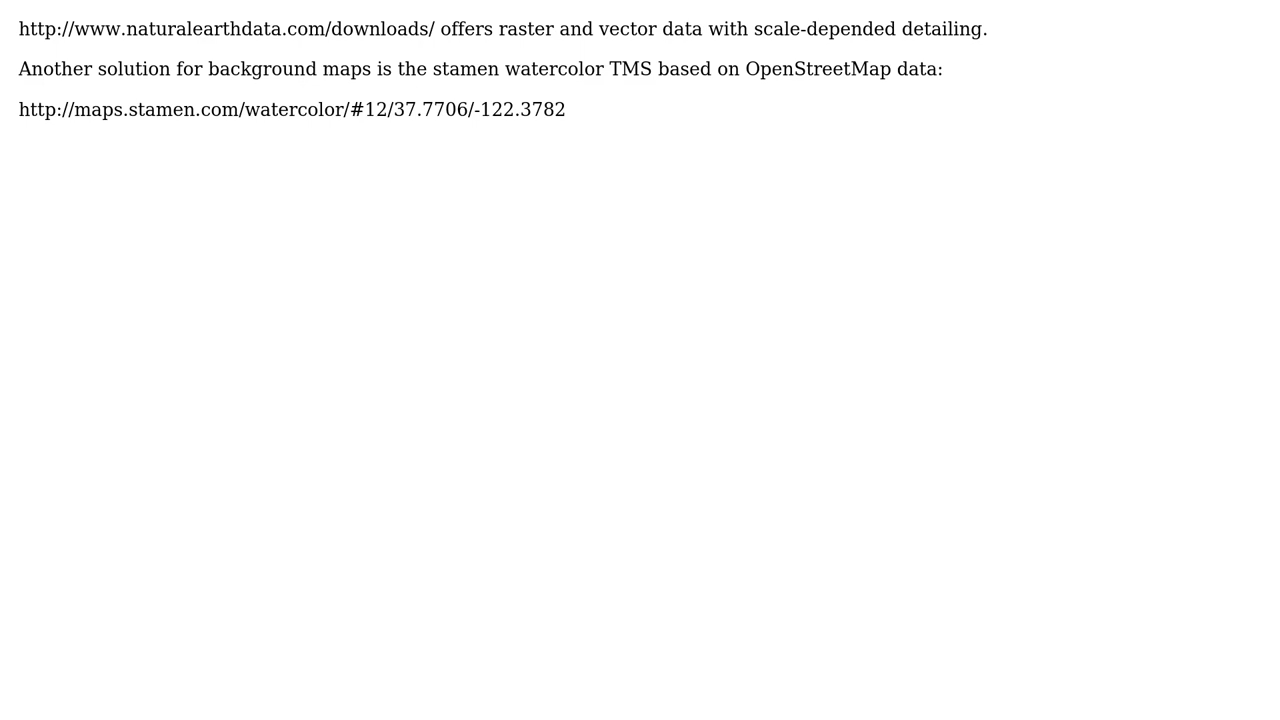 http://www.naturalearthdata.com/downloads/ offers raster and vector data with scale-depended detailing.
Another solution for background maps is the stamen watercolor TMS based on OpenStreetMap data:
http://maps.stamen.com/watercolor/#12/37.7706/-122.3782